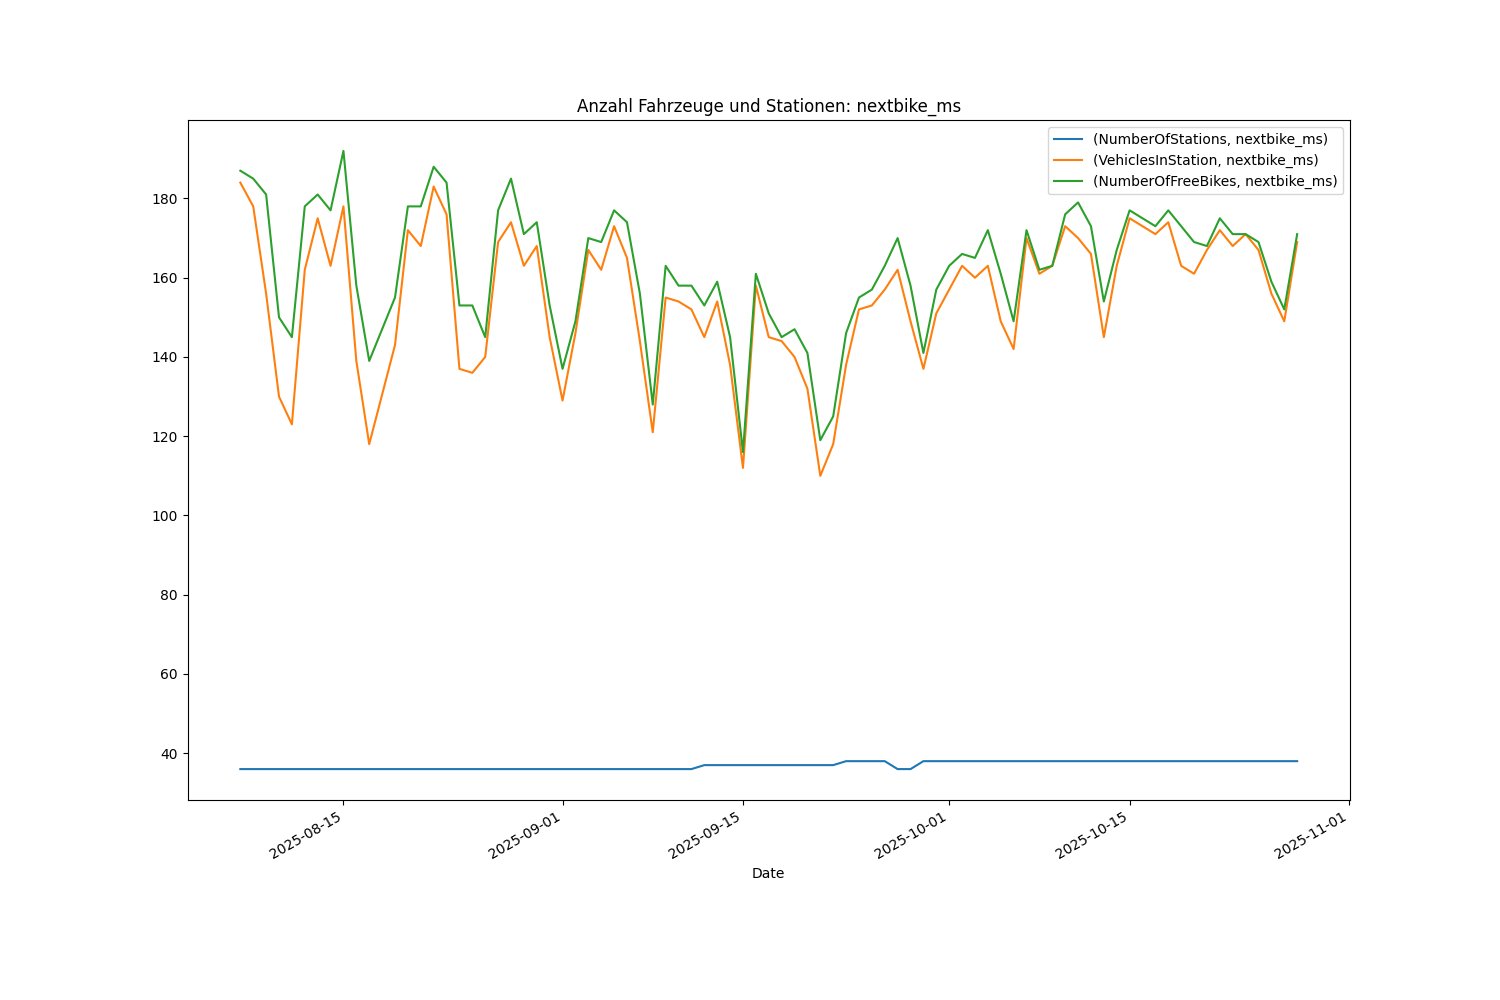 Anzahl Fahrzeuge und Stationen: nextbike_ms
(NumberOfStations, nextbike_ms)
(VehiclesInStation, nextbike_ms)
(NumberOfFreeBikes, nextbike_ms)
180
160
140
120
100
80
60
40
2025-08-15
2025-09-01
2025-09-15
2025-10-01
2025-10-15
2025-11-01
Date